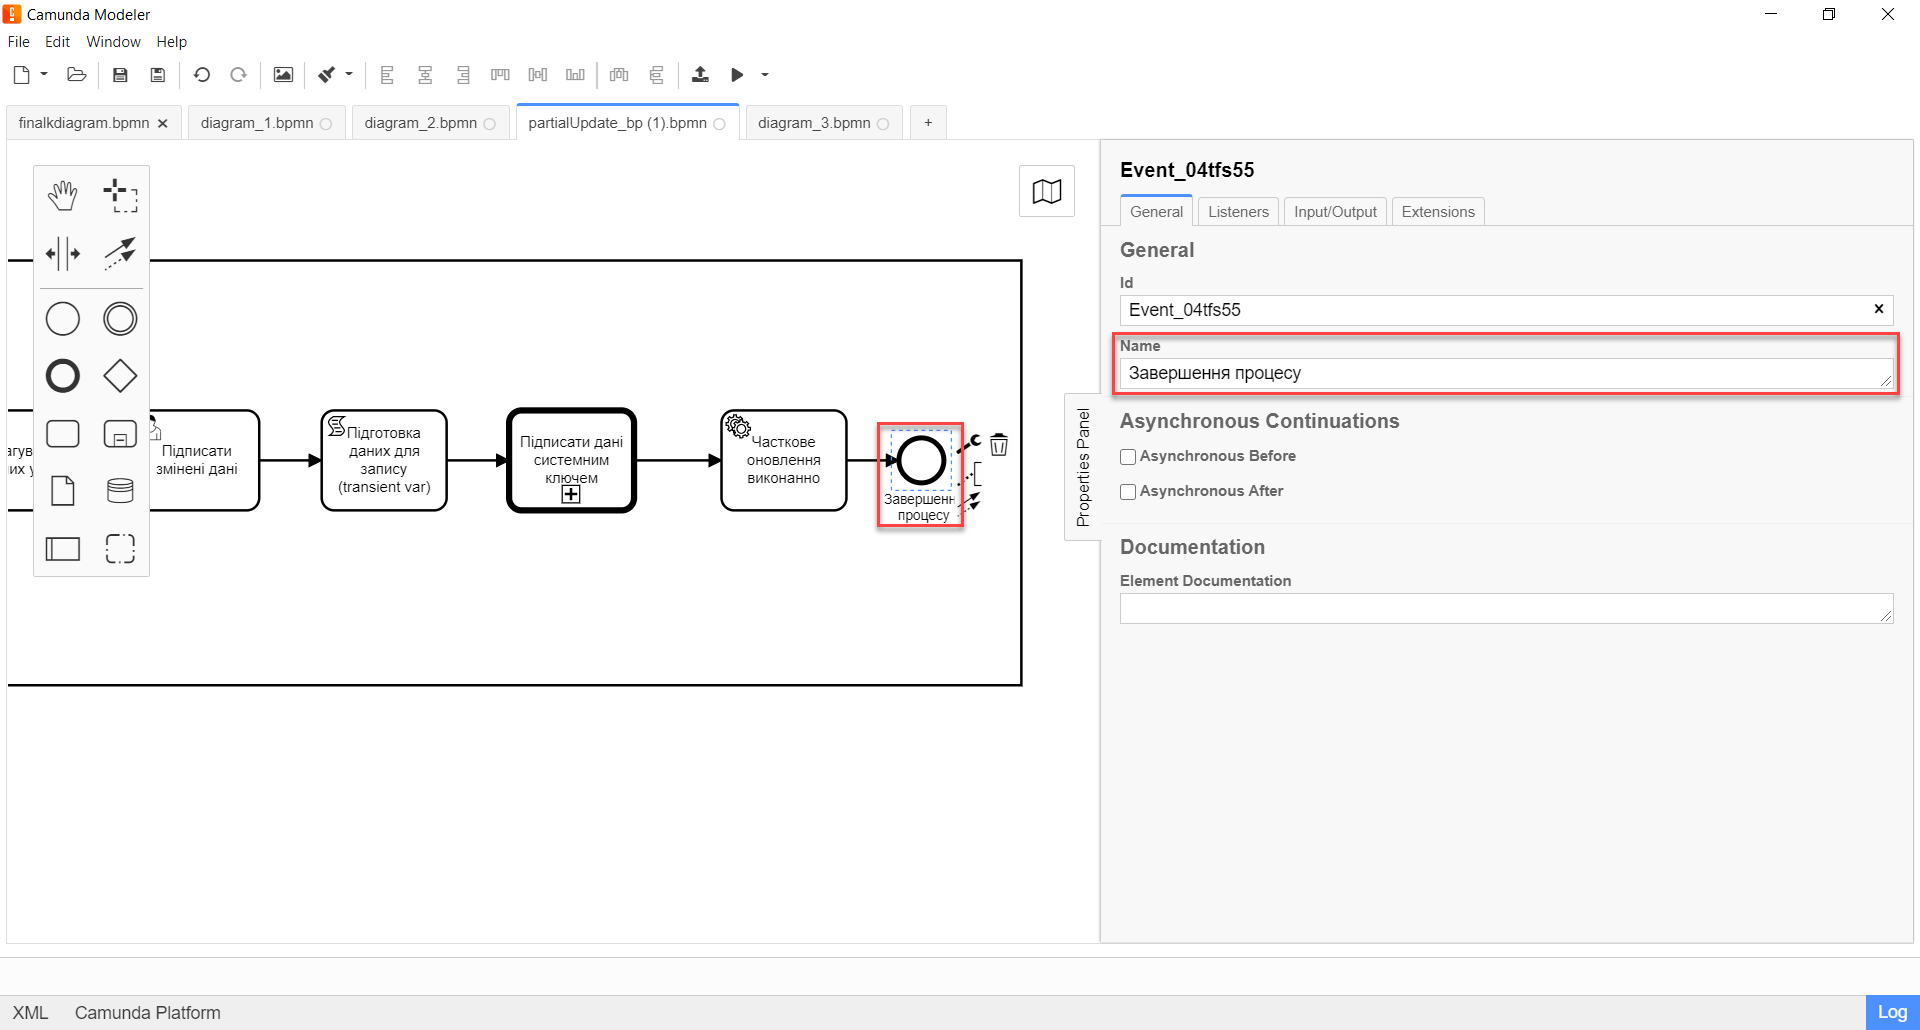 Camunda Modeler
File Edit Window Help
finalkdiagram.bpmn
diagram_1.bpmn
diagram_2.bpmn
partialUpdate_bp (1).bpmn
diagram_3.bpmn
+
Підписати
змінені дані
Підготовка
даних для
запису
(transient var)
Підписати дані
системним
ключем
Часткове
оновлення
виконанно
Завершенн
процесу
Properties Panel
Event_04tfs55
General Listeners Input/Output Extensions
General
Id
Event_04tfs55
Name
Завершення процесу
Asynchronous Continuations
Asynchronous Before
Asynchronous After
Documentation
Element Documentation
XML Camunda Platform
Log